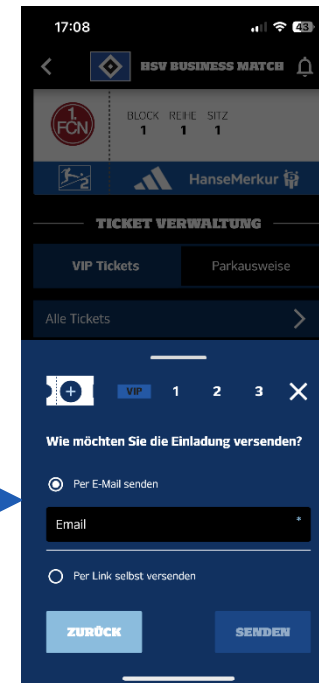 17:08
43
HSV BUSINESS MATCH
1.
FCN
BLOCK REIHE SITZ
1 1 1
2
HanseMerkur
TICKET VERWALTUNG
VIP Tickets
Parkausweise
Alle Tickets
VIP 1 2 3
Wie möchten Sie die Einladung versenden?
Per E-Mail senden
Email *
Per Link selbst versenden
ZURÜCK
SENDEN